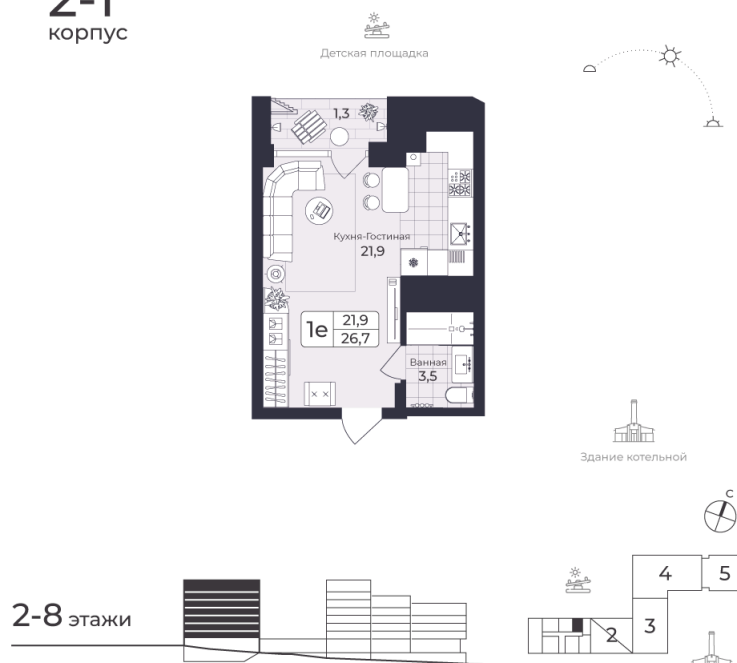 2-1
корпус
Детская площадка
1,3
Кухня-Гостиная
21,9
1е
21,9
26,7
Ванная
3,5
Здание котельной
С
2-8 этажи
4
5
3
2